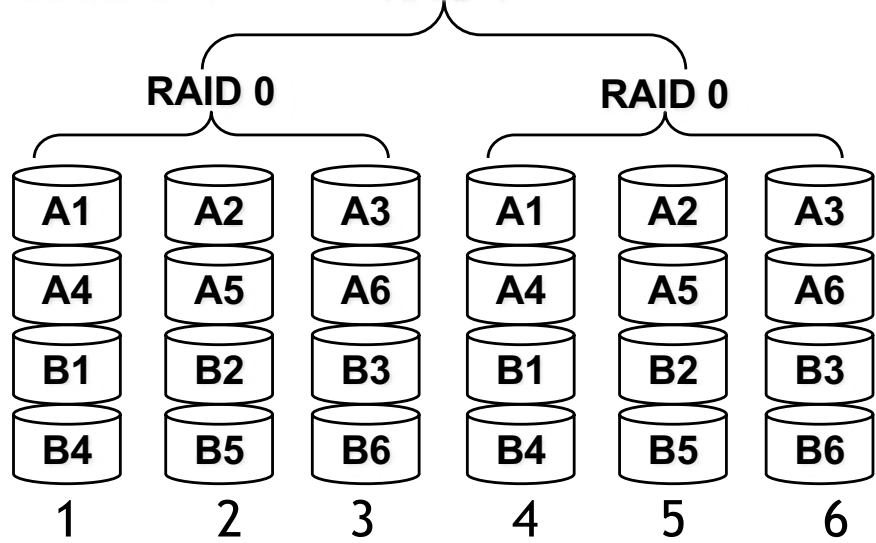 RAID 0 RAID 0
A1 A2 A3 A1 A2 A3
A4 A5 A6 A4 A5 A6
B1 B2 B3 B1 B2 B3
B4 B5 B6 B4 B5 B6
1 2 3 4 5 6